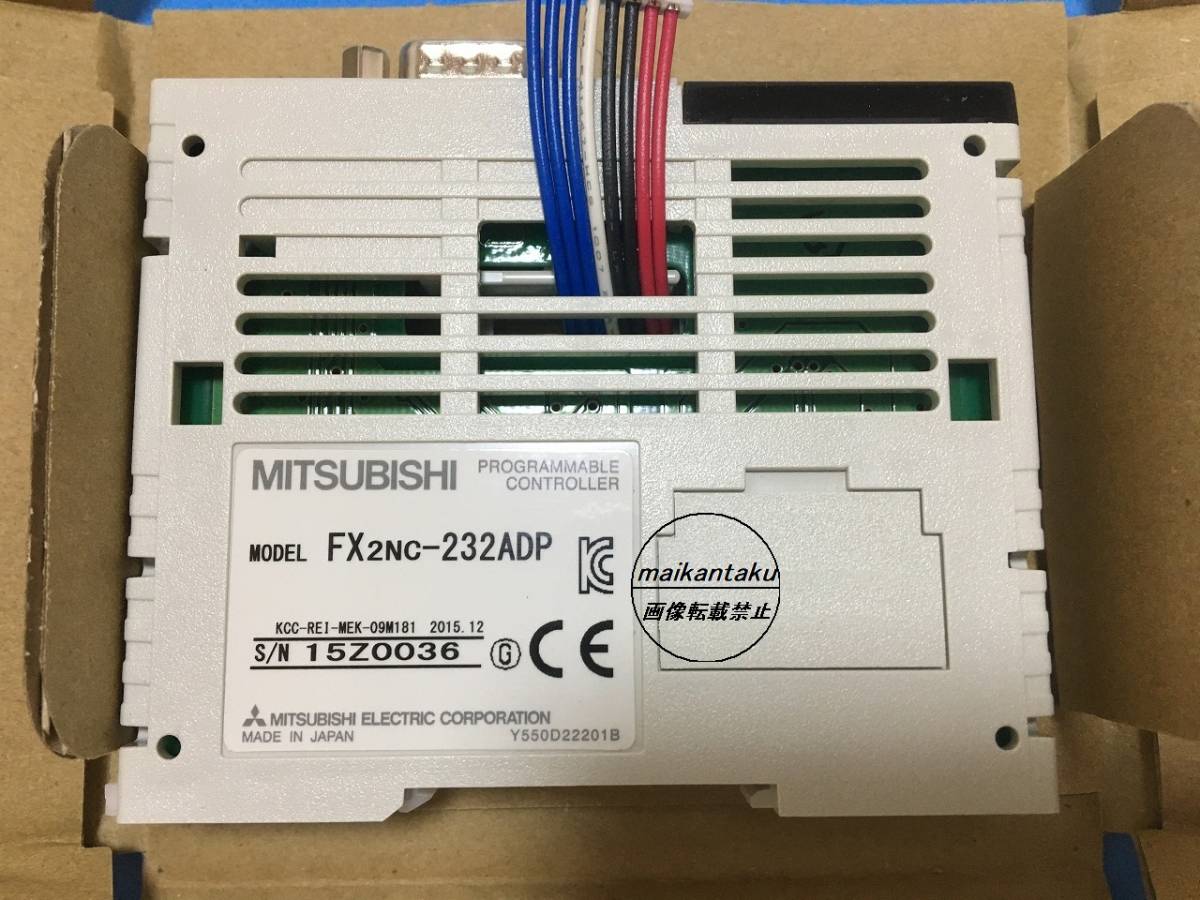 MITSUBISHI
PROGRAMMABLE
CONTROLLER
MODEL FX2NC-232ADP
KCC-REI-MEK-09M181 2015.12
S/N 15Z0036
G CE
MITSUBISHI ELECTRIC CORPORATION
MADE IN JAPAN
Y550D22201B
maikantaku
画像転載禁止